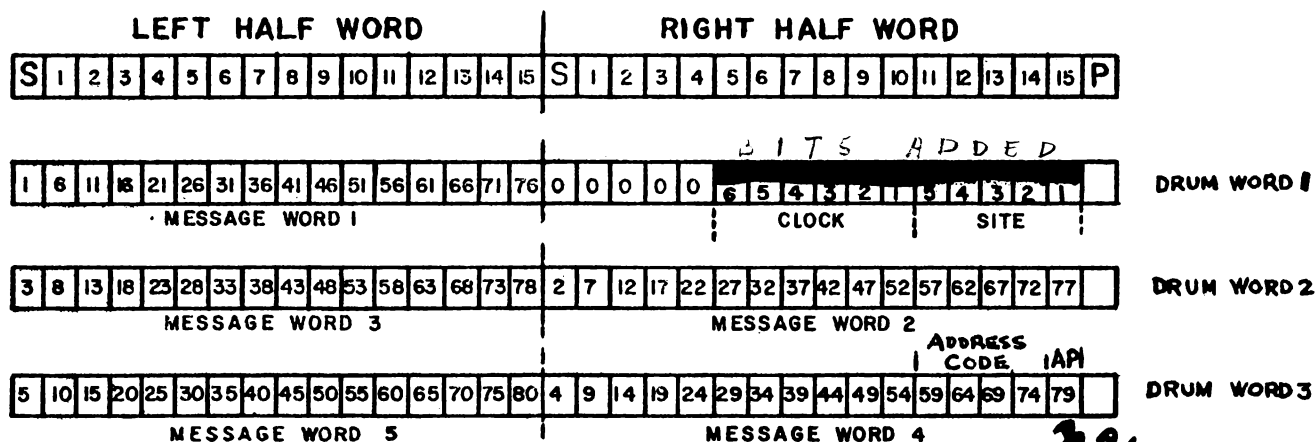 LEFT HALF WORD RIGHT HALF WORD
S 1 2 3 4 5 6 7 8 9 10 11 12 13 14 15 S 1 2 3 4 5 6 7 8 9 10 11 12 13 14 15 P
BITS ADDED
1 6 11 16 21 26 31 36 41 46 51 56 61 66 71 76 0 0 0 0 0 6 5 4 3 2 1 5 4 3 2 1 DRUM WORD 1
MESSAGE WORD 1 CLOCK SITE
3 8 13 18 23 28 33 38 43 48 53 58 63 68 73 78 2 7 12 17 22 27 32 37 42 47 52 57 62 67 72 77 DRUM WORD 2
MESSAGE WORD 3 MESSAGE WORD 2
ADDRESS
CODE AP
5 10 15 20 25 30 35 40 45 50 55 60 65 70 75 80 4 9 14 19 24 29 34 39 44 49 54 59 64 69 74 79 DRUM WORD 3
MESSAGE WORD 5 MESSAGE WORD 4